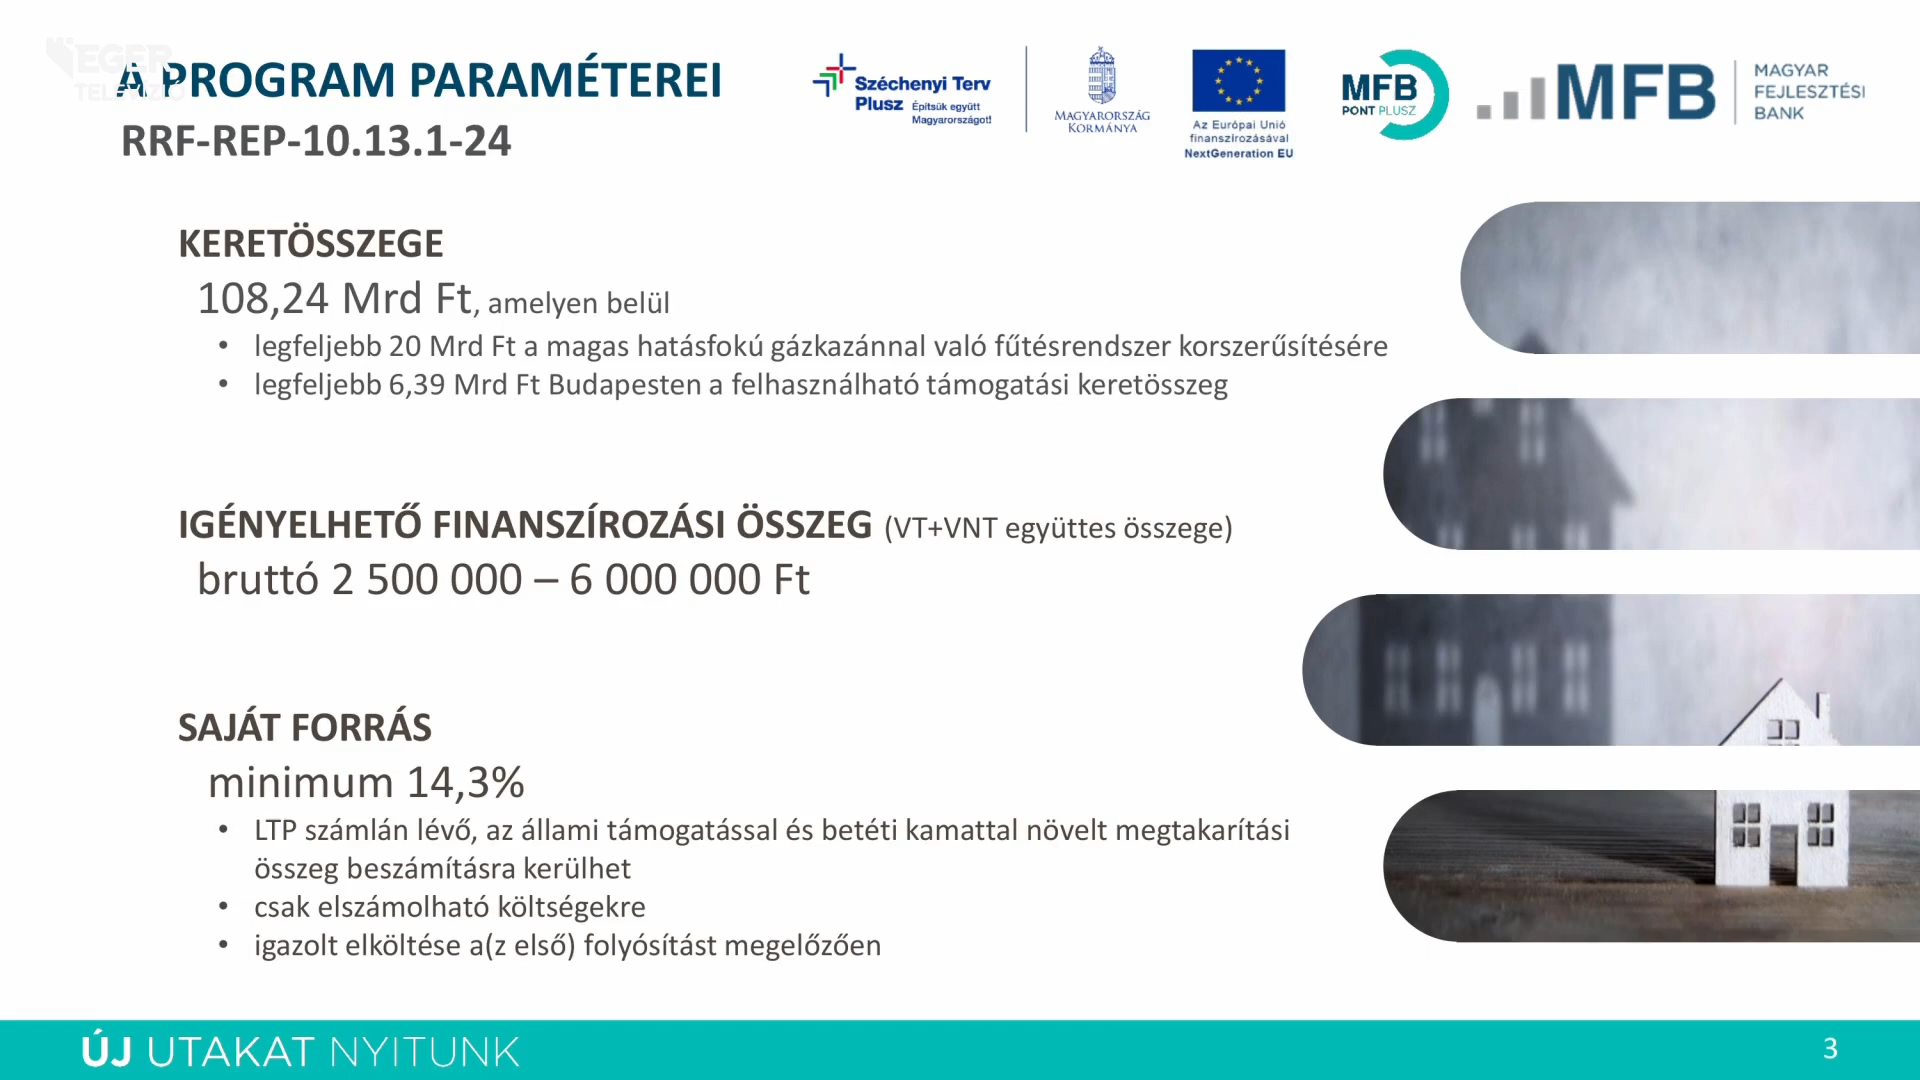 EGER
TELEVÍZIÓ
A PROGRAM PARAMÉTEREI
RRF-REP-10.13.1-24
Széchenyi Terv
Plusz Építsük együtt
Magyarországot!
MAGYARORSZÁG
KORMÁNYA
Az Európai Unió
finanszírozásával
NextGeneration EU
MFB
PONT PLUSZ
MFB
MAGYAR
FEJLESZTÉSI
BANK
KERETÖSSZEGE
108,24 Mrd Ft, amelyen belül
• legfeljebb 20 Mrd Ft a magas hatásfokú gázkazánnal való fűtésrendszer korszerűsítésére
• legfeljebb 6,39 Mrd Ft Budapesten a felhasználható támogatási keretösszeg
IGÉNYELHETŐ FINANSZÍROZÁSI ÖSSZEG (VT+VNT együttes összege)
bruttó 2 500 000 – 6 000 000 Ft
SAJÁT FORRÁS
minimum 14,3%
• LTP számlán lévő, az állami támogatással és betéti kamattal növelt megtakarítási
összeg beszámításra kerülhet
• csak elszámolható költségekre
• igazolt elköltése a(z első) folyósítást megelőzően
ÚJ UTAKAT NYITUNK
3